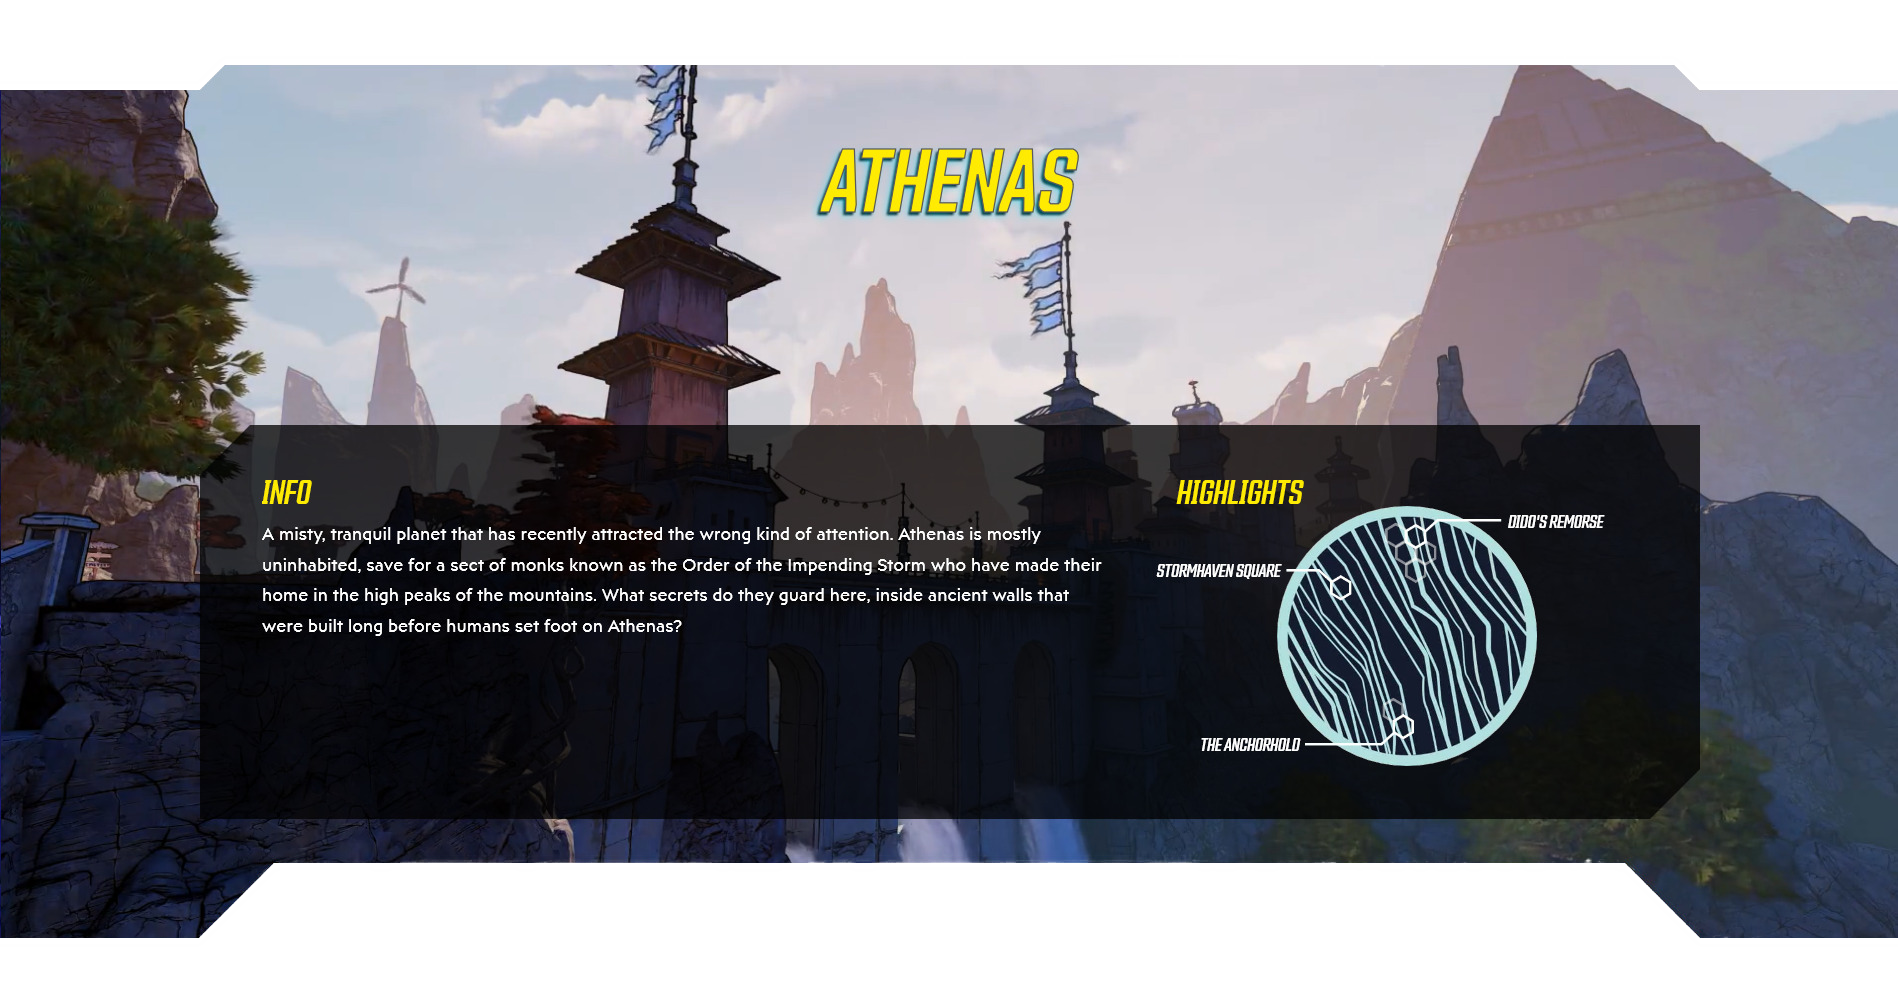 ATHENAS
INFO
A misty, tranquil planet that has recently attracted the wrong kind of attention. Athenas is mostly
uninhabited, save for a sect of monks known as the Order of the Impending Storm who have made their
home in the high peaks of the mountains. What secrets do they guard here, inside ancient walls that
were built long before humans set foot on Athenas?
HIGHLIGHTS
DIDO'S REMORSE
STORMHAVEN SQUARE
THE ANCHORHOLD